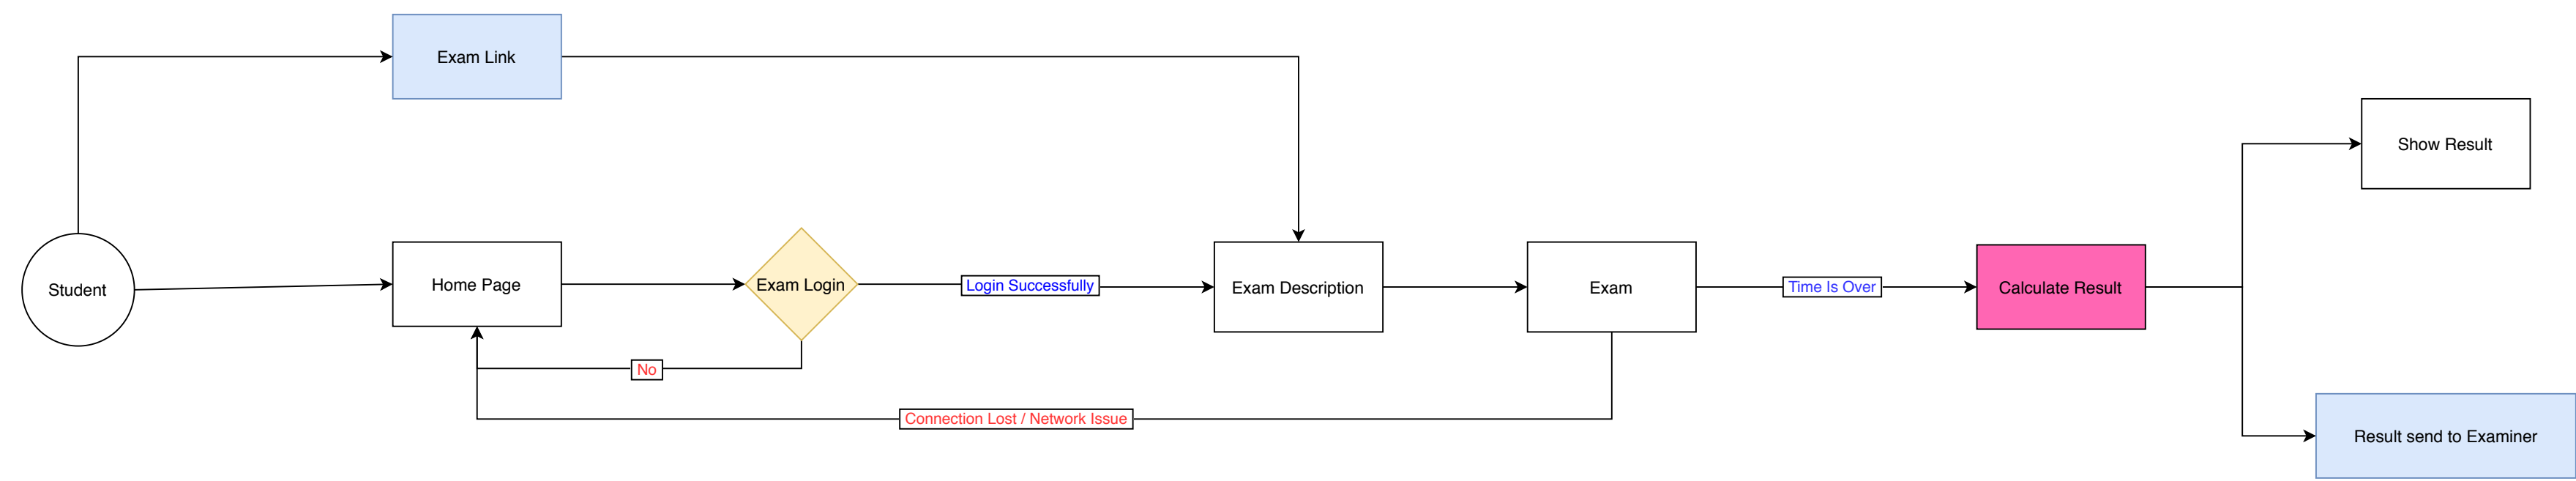 Exam Link
Show Result
Student
Home Page
Exam Login
Login Successfully
Exam Description
Exam
Time Is Over
Calculate Result
No
Connection Lost / Network Issue
Result send to Examiner